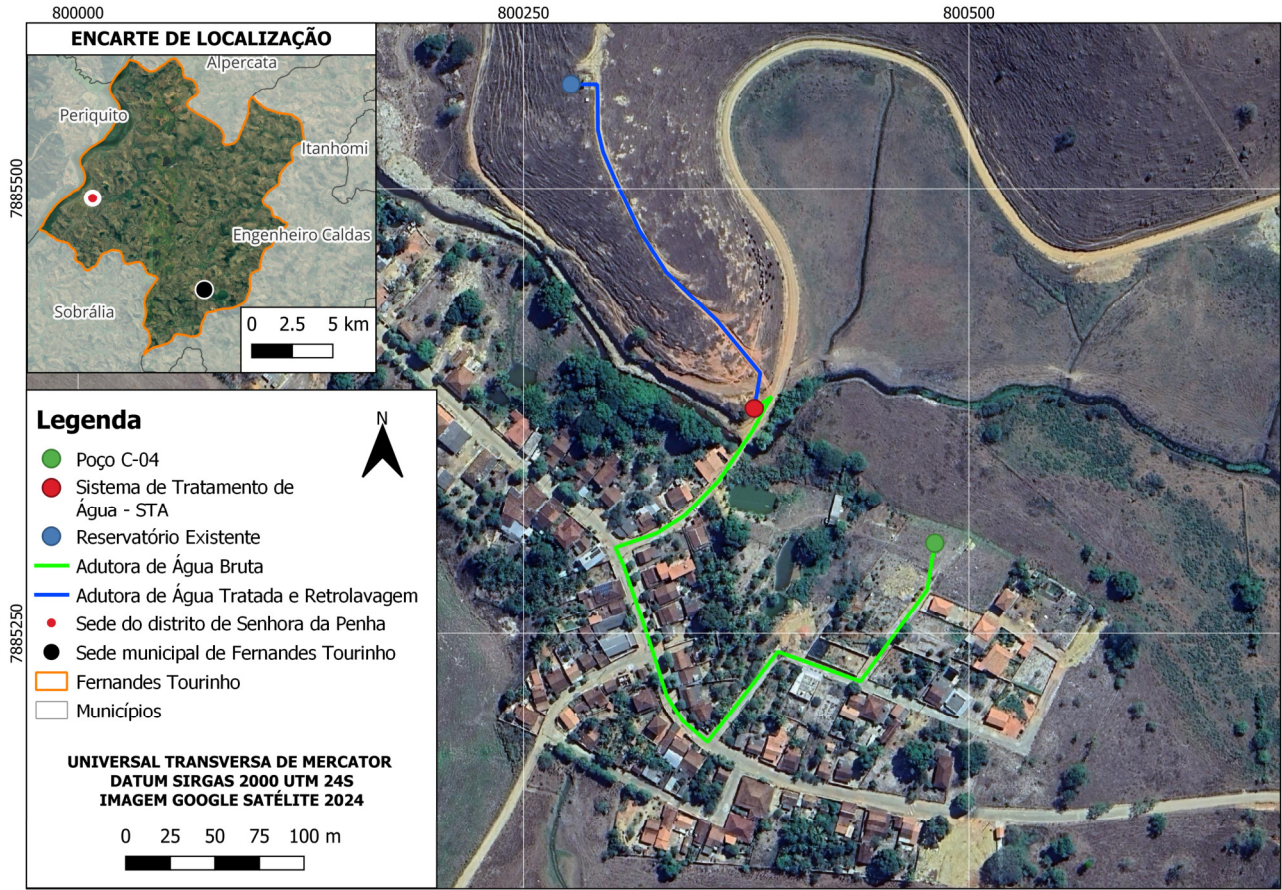 800000
800250
800500
ENCARTE DE LOCALIZAÇÃO
Alpercata
Periquito
Itanhomi
Engenheiro Caldas
Sobrália
0 2.5 5 km
7885500
7885250
Legenda
N
Poço C-04
Sistema de Tratamento de
Água - STA
Reservatório Existente
Adutora de Água Bruta
Adutora de Água Tratada e Retrolavagem
Sede do distrito de Senhora da Penha
Sede municipal de Fernandes Tourinho
Fernandes Tourinho
Municípios
UNIVERSAL TRANSVERSA DE MERCATOR
DATUM SIRGAS 2000 UTM 24S
IMAGEM GOOGLE SATÉLITE 2024
0 25 50 75 100 m